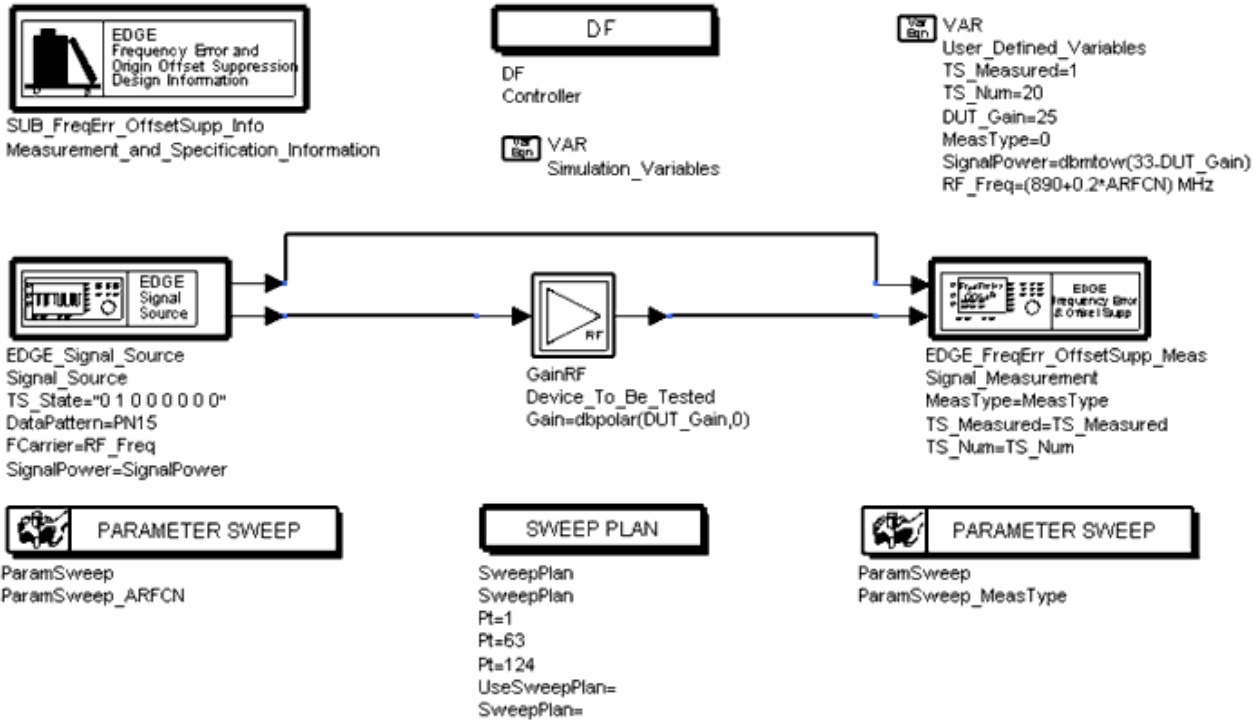 EDGE
Frequency Error and
Origin Offset Suppression
Design Information
SUB_FreqErr_OffsetSupp_Info
Measurement_and_Specification_Information
DF
DF
Controller
Var
Eqn
VAR
Simulation_Variables
Var
Eqn
VAR
User_Defined_Variables
TS_Measured=1
TS_Num=20
DUT_Gain=25
MeasType=0
SignalPower=dbmtow(33-DUT_Gain)
RF_Freq=(890+0.2*ARFCN) MHz
EDGE
Signal
Source
EDGE_Signal_Source
Signal_Source
TS_State="0 1 0 0 0 0 0 0"
DataPattern=PN15
FCarrier=RF_Freq
SignalPower=SignalPower
RF
GainRF
Device_To_Be_Tested
Gain=dbpolar(DUT_Gain,0)
EDGE
Frequency Error
& Offset Supp
EDGE_FreqErr_OffsetSupp_Meas
Signal_Measurement
MeasType=MeasType
TS_Measured=TS_Measured
TS_Num=TS_Num
PARAMETER SWEEP
ParamSweep
ParamSweep_ARFCN
SWEEP PLAN
SweepPlan
SweepPlan
Pt=1
Pt=63
Pt=124
UseSweepPlan=
SweepPlan=
PARAMETER SWEEP
ParamSweep
ParamSweep_MeasType